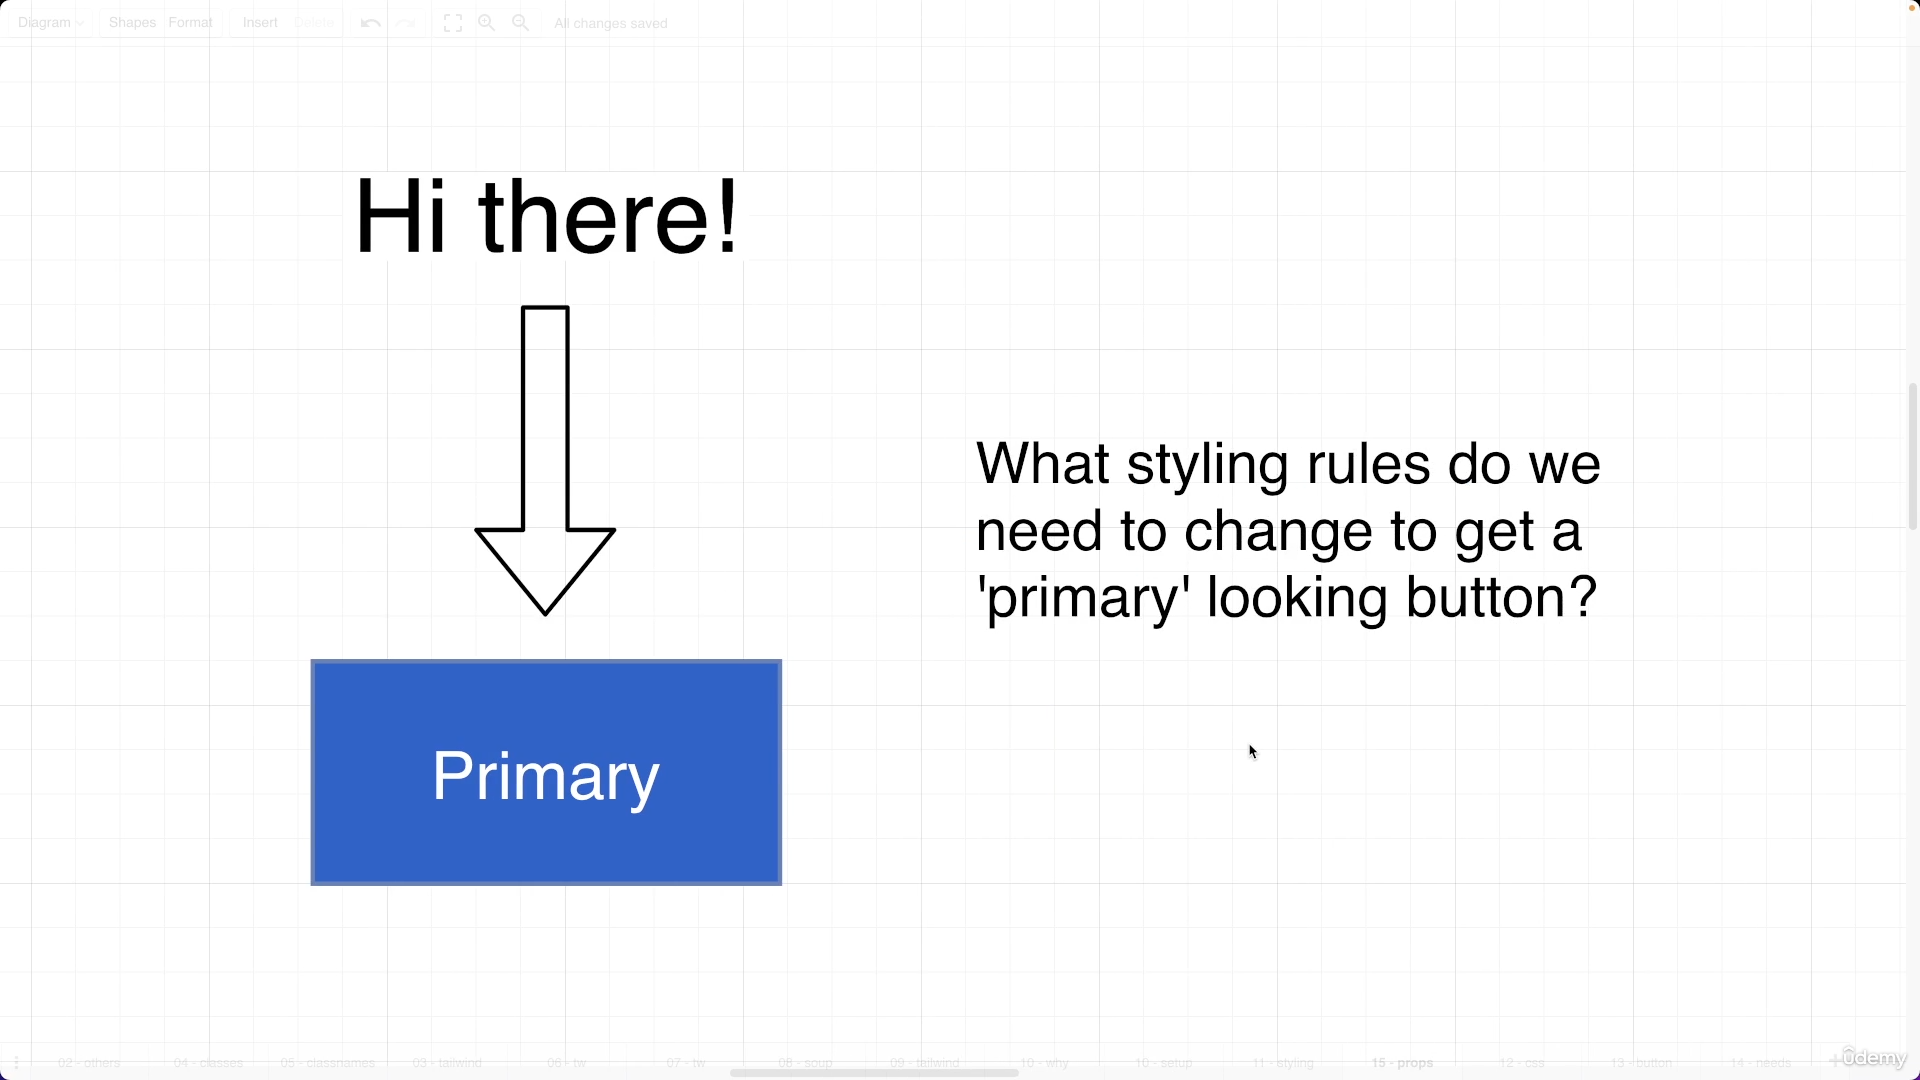 Diagram
Shapes Format
Insert Delete
All changes saved
Hi there!
What styling rules do we
need to change to get a
'primary' looking button?
Primary
02 - others 04 - classes 05 - classnames 03 - tailwind 06 - tw 07 - tw 08 - soup 09 - tailwind 10 - why 10 - setup 11 - styling 15 - props 12 - css 13 - button 14 - needs
ûdemy